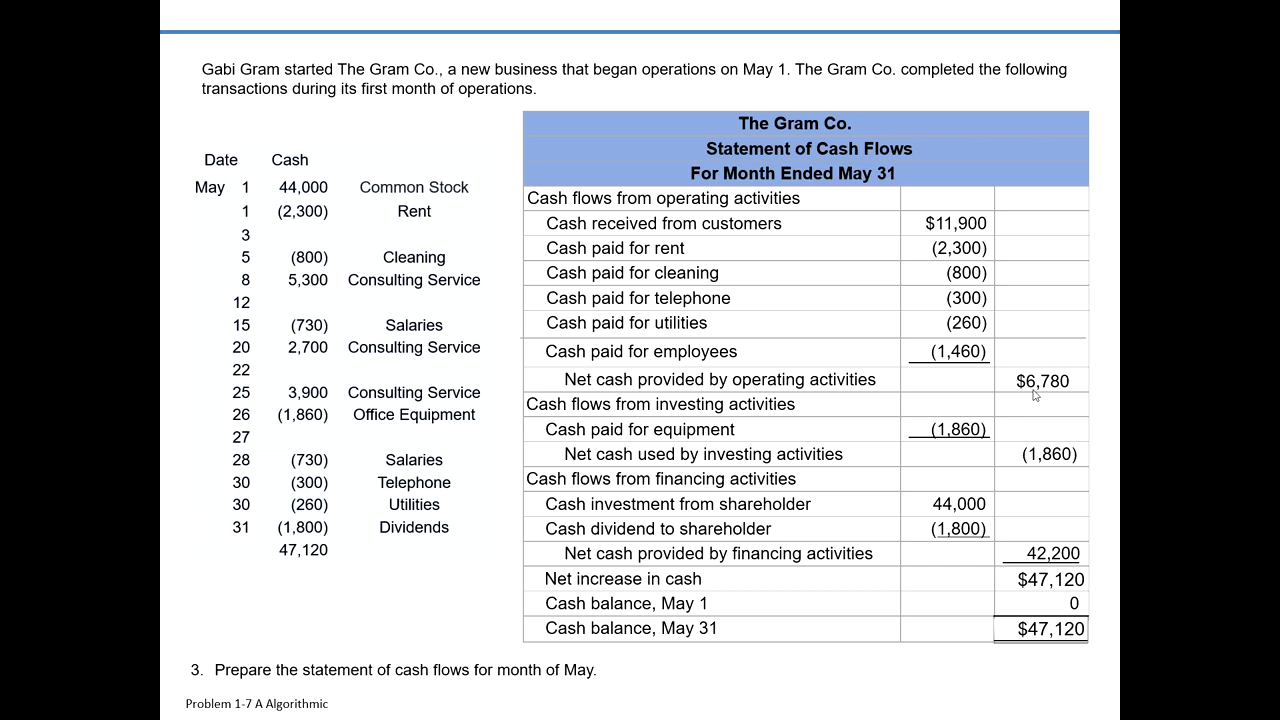 Gabi Gram started The Gram Co., a new business that began operations on May 1. The Gram Co. completed the following
transactions during its first month of operations.
Date Cash
May 1 44,000 Common Stock
1 (2,300) Rent
3
5 (800) Cleaning
8 5,300 Consulting Service
12
15 (730) Salaries
20 2,700 Consulting Service
22
25 3,900 Consulting Service
26 (1,860) Office Equipment
27
28 (730) Salaries
30 (300) Telephone
30 (260) Utilities
31 (1,800) Dividends
47,120
The Gram Co.
Statement of Cash Flows
For Month Ended May 31
Cash flows from operating activities
Cash received from customers $11,900
Cash paid for rent (2,300)
Cash paid for cleaning (800)
Cash paid for telephone (300)
Cash paid for utilities (260)
Cash paid for employees (1,460)
Net cash provided by operating activities $6,780
Cash flows from investing activities
Cash paid for equipment (1,860)
Net cash used by investing activities (1,860)
Cash flows from financing activities
Cash investment from shareholder 44,000
Cash dividend to shareholder (1,800)
Net cash provided by financing activities 42,200
Net increase in cash $47,120
Cash balance, May 1 0
Cash balance, May 31 $47,120
3. Prepare the statement of cash flows for month of May.
Problem 1-7 A Algorithmic